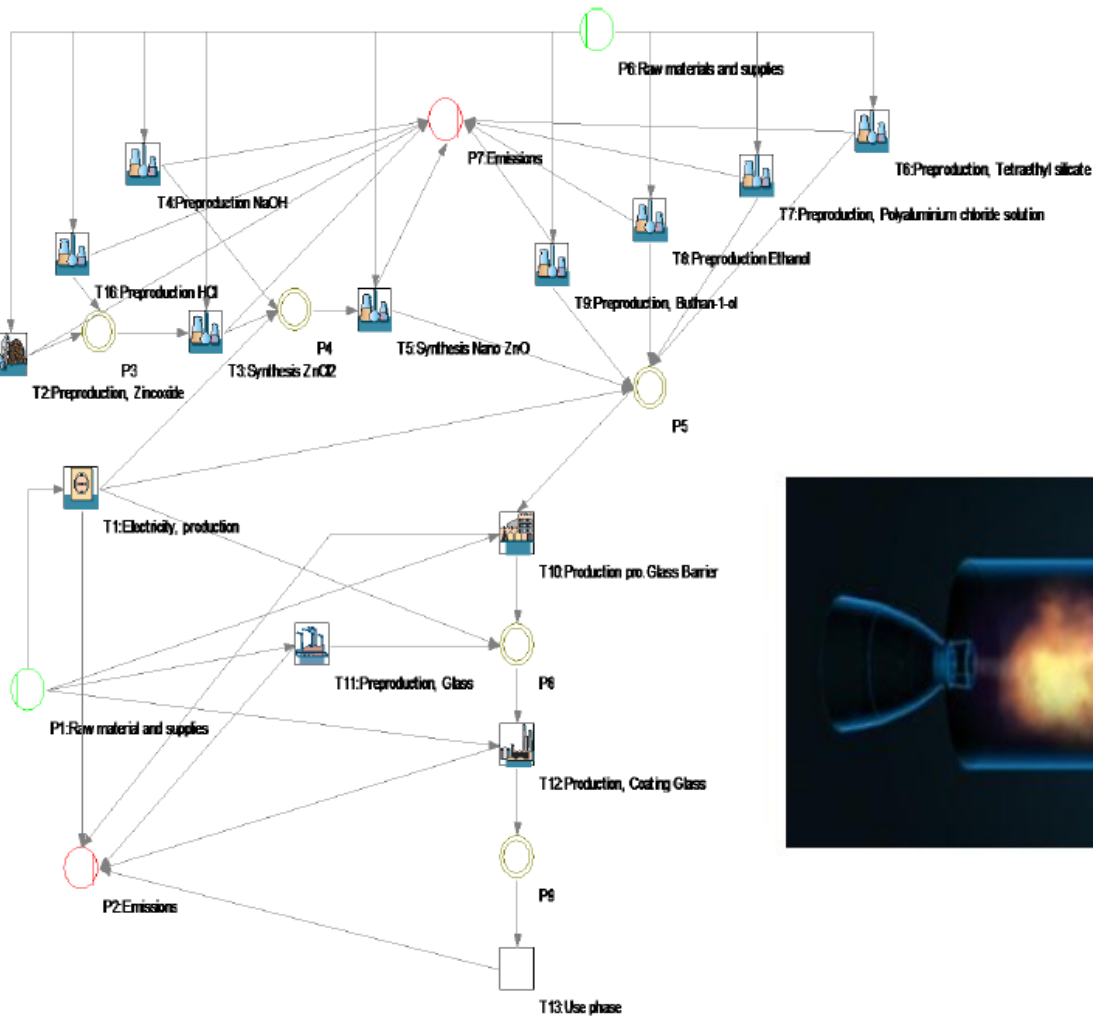 P6:Raw materials and supplies
P7:Emissions
T6:Preproduction, Tetraethyl silicate
T4:Preproduction NaOH
T7:Preproduction, Polyaluminium chloride solution
T8:Preproduction Ethanol
T16:Preproduction HCl
T9:Preproduction, Buthan-1-ol
P4
T5:Synthesis Nano ZnO
P3
T3:Synthesis ZnCl2
T2:Preproduction, Zincoxide
P5
T1:Electricity, production
T10:Production pro. Glass Barrier
T11:Preproduction, Glass
P8
P1:Raw material and supplies
T12:Production, Coating Glass
P9
P2:Emissions
T13:Use phase